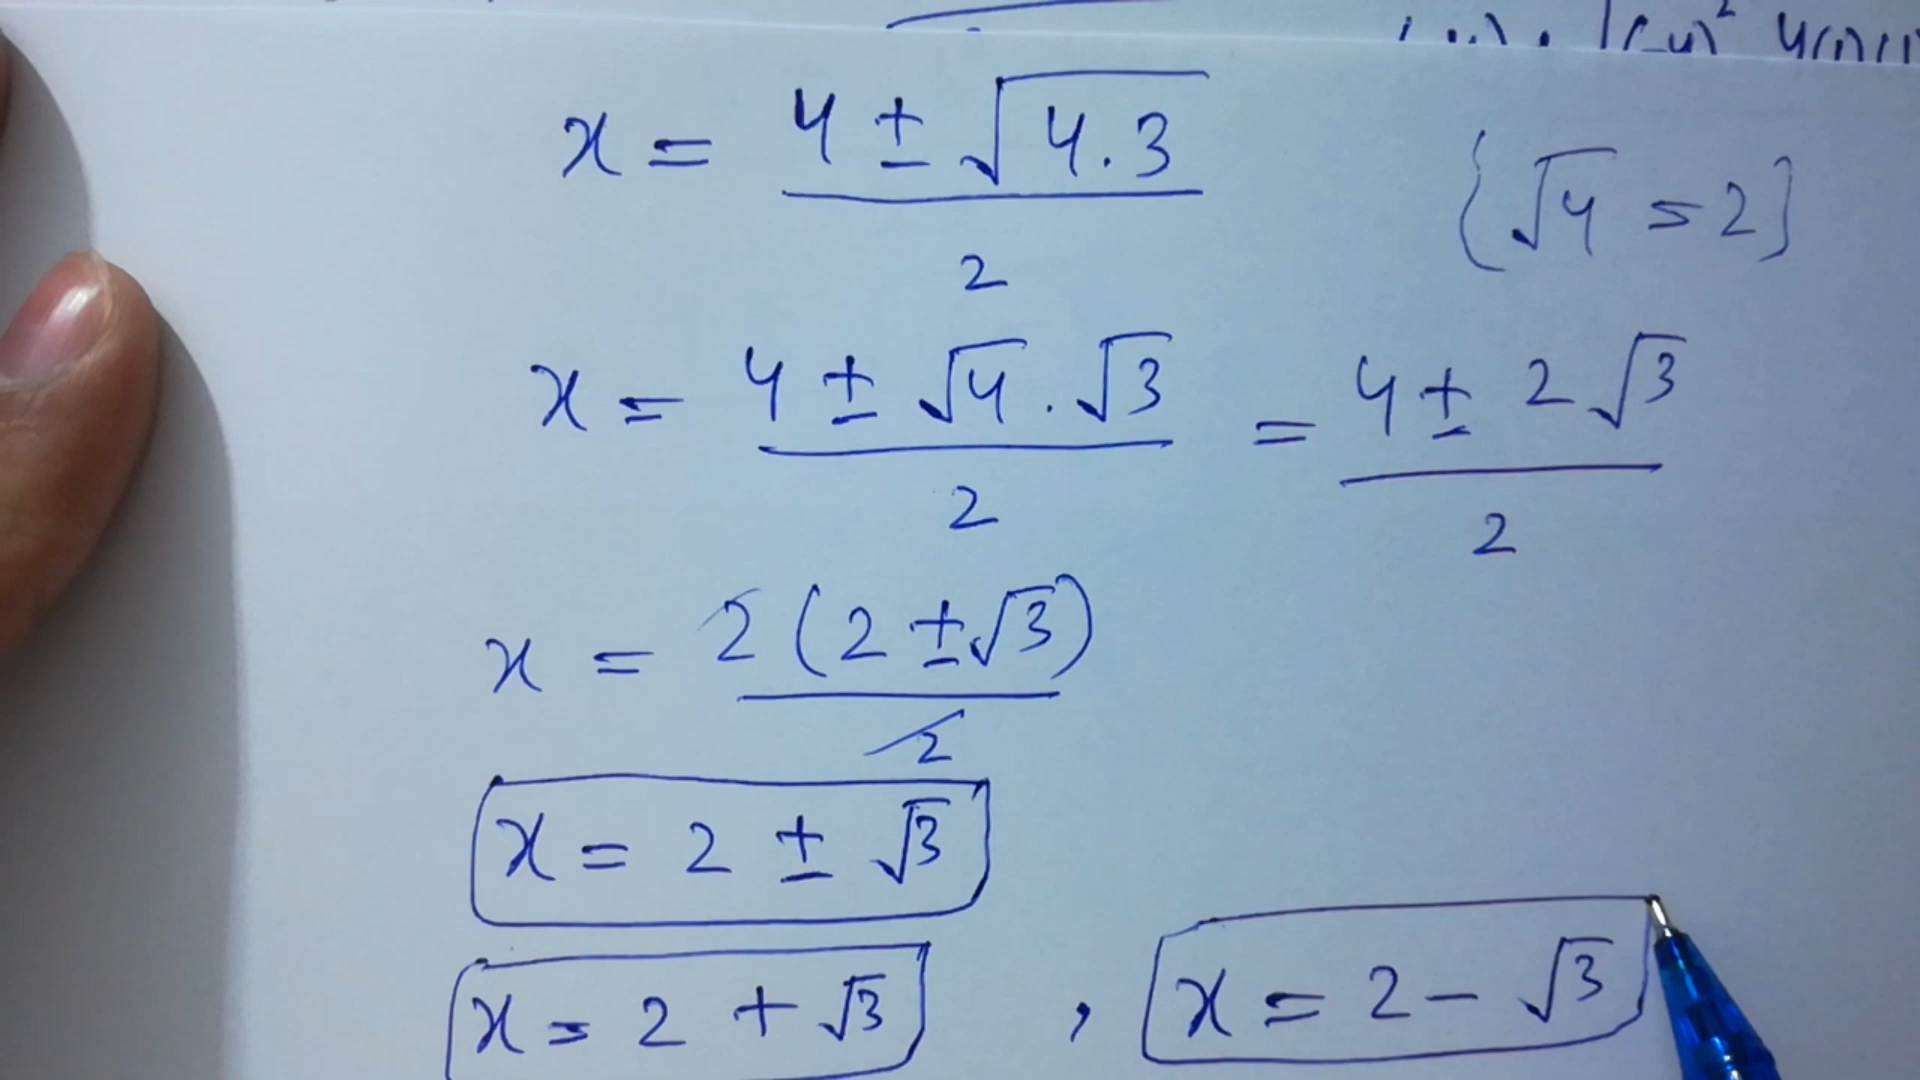 x = 4 ± √4.3 / 2
{√4 = 2}
x = 4 ± √4 . √3 / 2 = 4 ± 2√3 / 2
x = 2 (2 ± √3) / 2
x = 2 ± √3
x = 2 + √3 , x = 2 - √3